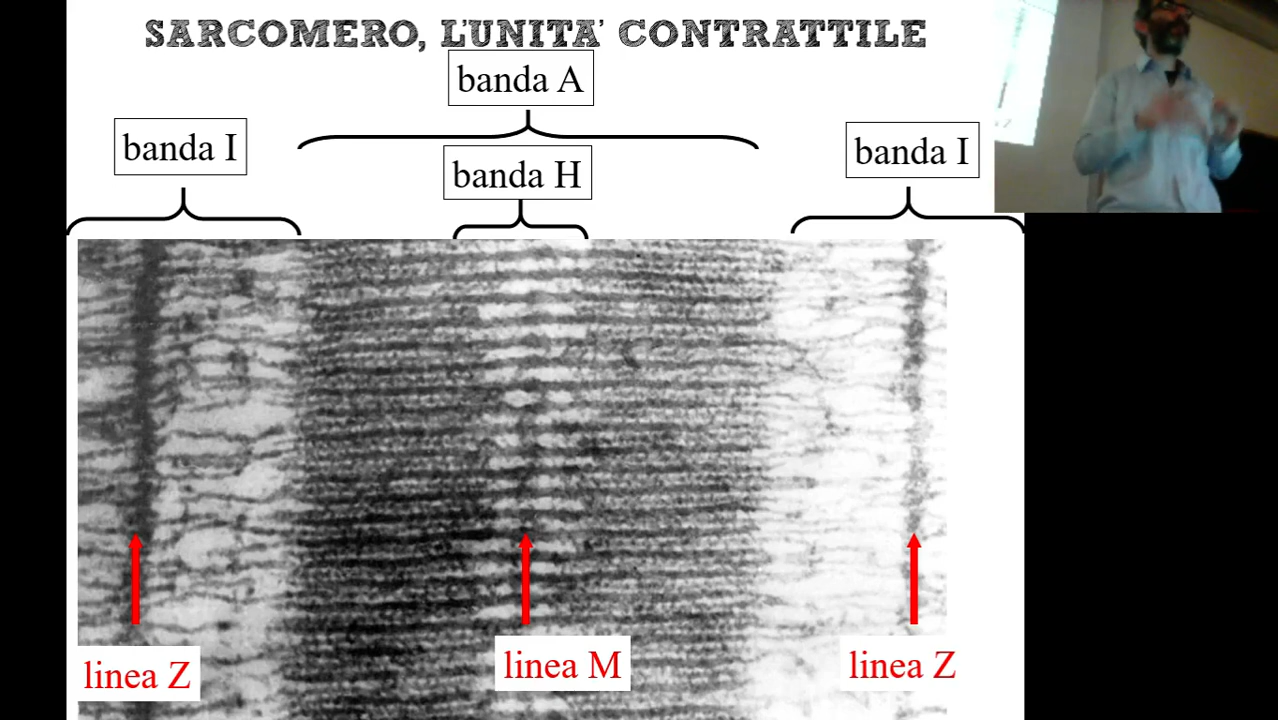 SARCOMERO, L'UNITA' CONTRATTILE
banda A
banda I
banda H
banda I
linea Z
linea M
linea Z